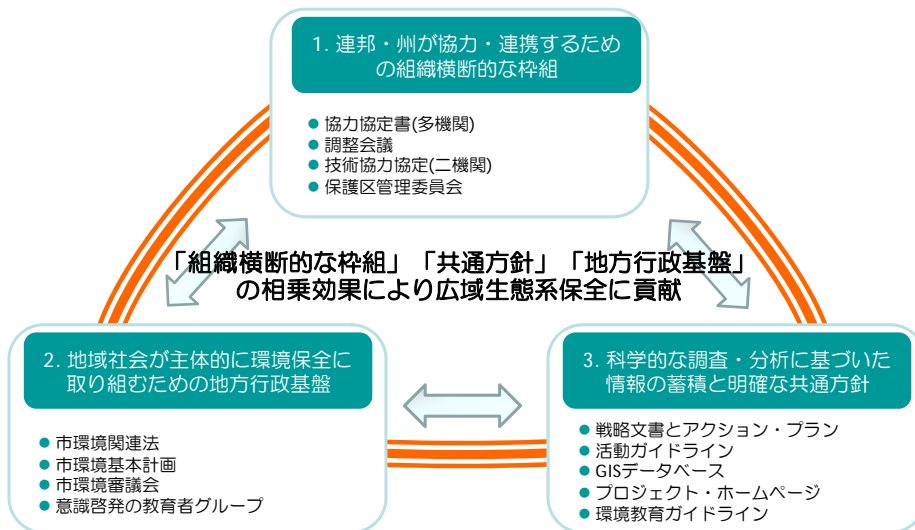 1. 連邦・州が協力・連携するため
の組織横断的な枠組
● 協力協定書(多機関)
● 調整会議
● 技術協力協定(二機関)
● 保護区管理委員会
「組織横断的な枠組」「共通方針」「地方行政基盤」
の相乗効果により広域生態系保全に貢献
2. 地域社会が主体的に環境保全に
取り組むための地方行政基盤
● 市環境関連法
● 市環境基本計画
● 市環境審議会
● 意識啓発の教育者グループ
3. 科学的な調査・分析に基づいた
情報の蓄積と明確な共通方針
● 戦略文書とアクション・プラン
● 活動ガイドライン
● GISデータベース
● プロジェクト・ホームページ
● 環境教育ガイドライン